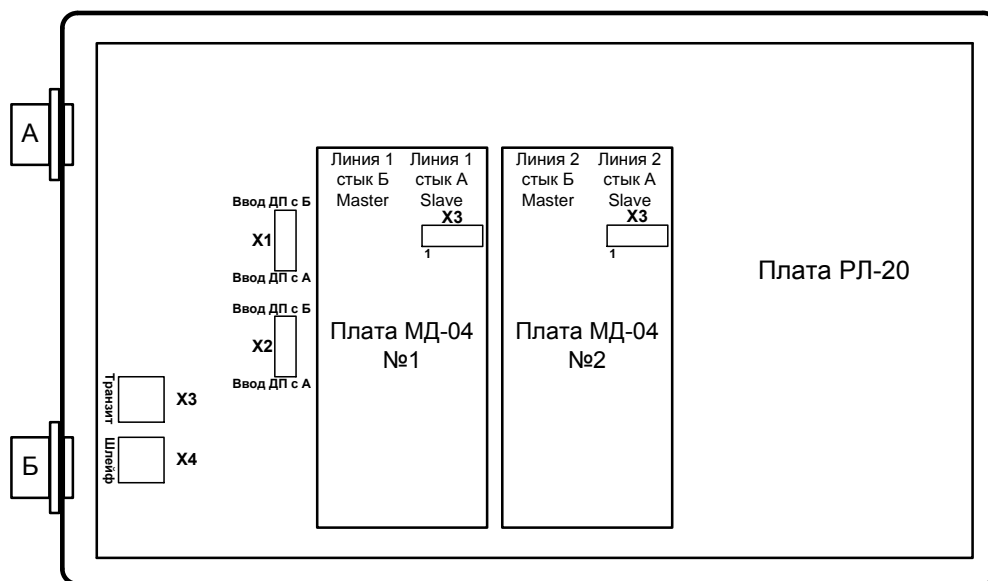 А
Линия 1 Линия 1
стык Б стык А
Master Slave
X3
1
Линия 2 Линия 2
стык Б стык А
Master Slave
X3
1
Ввод ДП с Б
X1
Ввод ДП с А
Плата РЛ-20
Ввод ДП с Б
X2
Ввод ДП с А
Плата МД-04
№1
Плата МД-04
№2
Транзит
X3
Шлейф
X4
Б